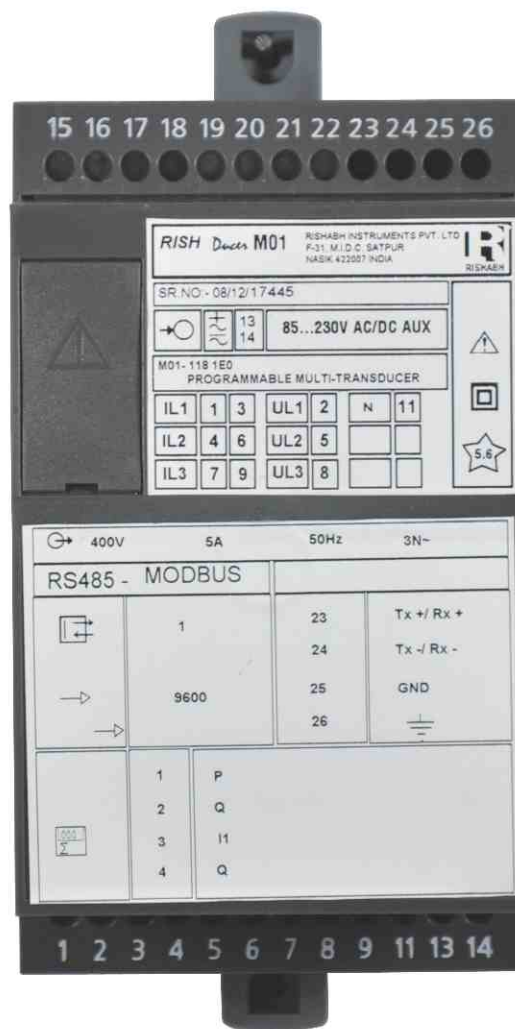 15 16 17 18 19 20 21 22 23 24 25 26
RISH Ducer M01
RISHABH INSTRUMENTS PVT. LTD
F-31, M.I.D.C. SATPUR
NASIK 422007 INDIA
RISHABH
SR.NO:- 08/12/17445
13
14
85...230V AC/DC AUX
M01- 118 1E0
PROGRAMMABLE MULTI-TRANSDUCER
IL1 1 3 UL1 2 N 11
IL2 4 6 UL2 5
IL3 7 9 UL3 8
5.6
400V 5A 50Hz 3N~
RS485 - MODBUS
1
9600
23 Tx +/ Rx +
24 Tx -/ Rx -
25 GND
26
000
Σ
1 P
2 Q
3 I1
4 Q
1 2 3 4 5 6 7 8 9 11 13 14